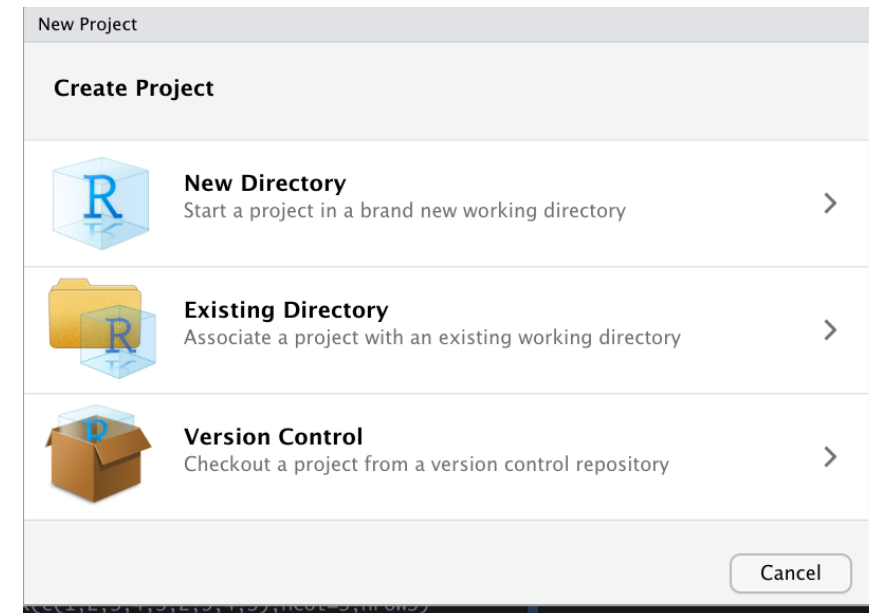 New Project
Create Project
R
New Directory
Start a project in a brand new working directory
R
Existing Directory
Associate a project with an existing working directory
R
Version Control
Checkout a project from a version control repository
Cancel